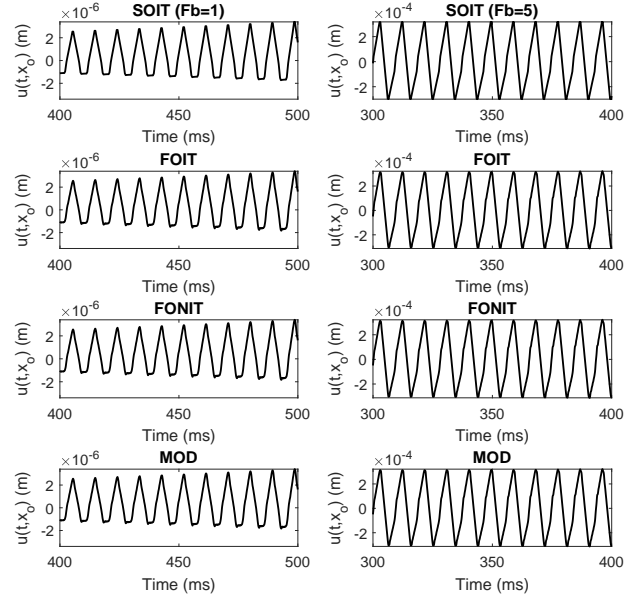 SOIT (Fb=1)
×10^-6
u(t,x_o) (m)
2
0
-2
400
450
500
Time (ms)
SOIT (Fb=5)
×10^-4
u(t,x_o) (m)
2
0
-2
300
350
400
Time (ms)
FOIT
×10^-6
u(t,x_o) (m)
2
0
-2
400
450
500
Time (ms)
FOIT
×10^-4
u(t,x_o) (m)
2
0
-2
300
350
400
Time (ms)
FONIT
×10^-6
u(t,x_o) (m)
2
0
-2
400
450
500
Time (ms)
FONIT
×10^-4
u(t,x_o) (m)
2
0
-2
300
350
400
Time (ms)
MOD
×10^-6
u(t,x_o) (m)
2
0
-2
400
450
500
Time (ms)
MOD
×10^-4
u(t,x_o) (m)
2
0
-2
300
350
400
Time (ms)